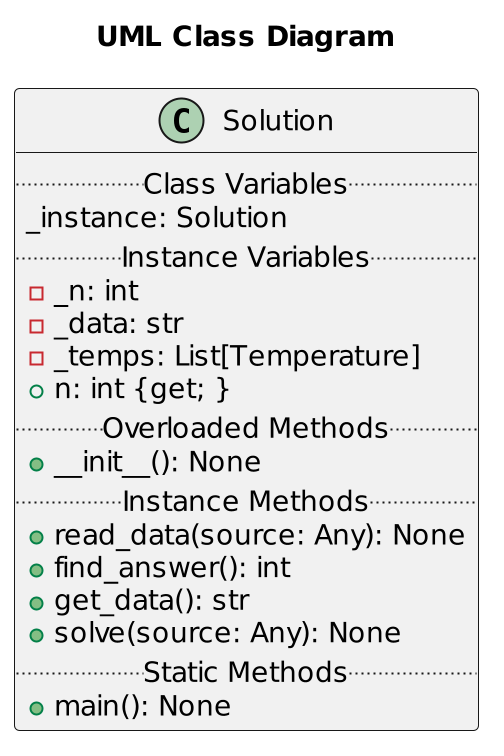 UML Class Diagram
C Solution
Class Variables
_instance: Solution
Instance Variables
_n: int
_data: str
_temps: List[Temperature]
n: int {get; }
Overloaded Methods
__init__(): None
Instance Methods
read_data(source: Any): None
find_answer(): int
get_data(): str
solve(source: Any): None
Static Methods
main(): None